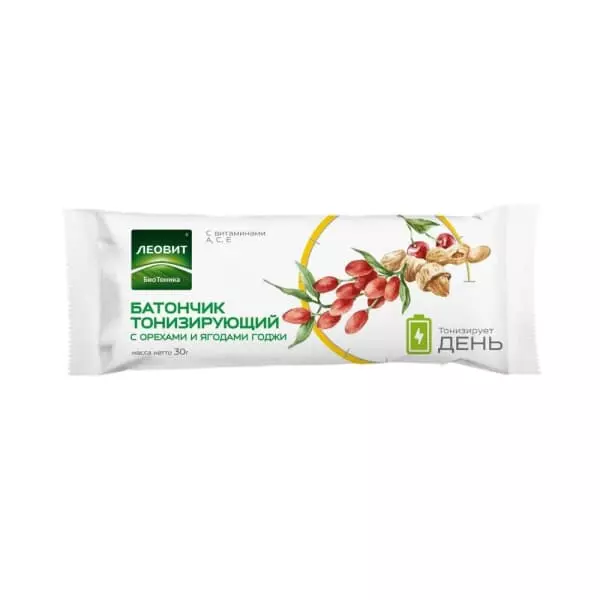 С витаминами
А, С, Е
ЛЕОВИТ
БиоТоника
БАТОНЧИК
ТОНИЗИРУЮЩИЙ
С ОРЕХАМИ И ЯГОДАМИ ГОДЖИ
масса нетто 30г
Тонизирует
ДЕНЬ